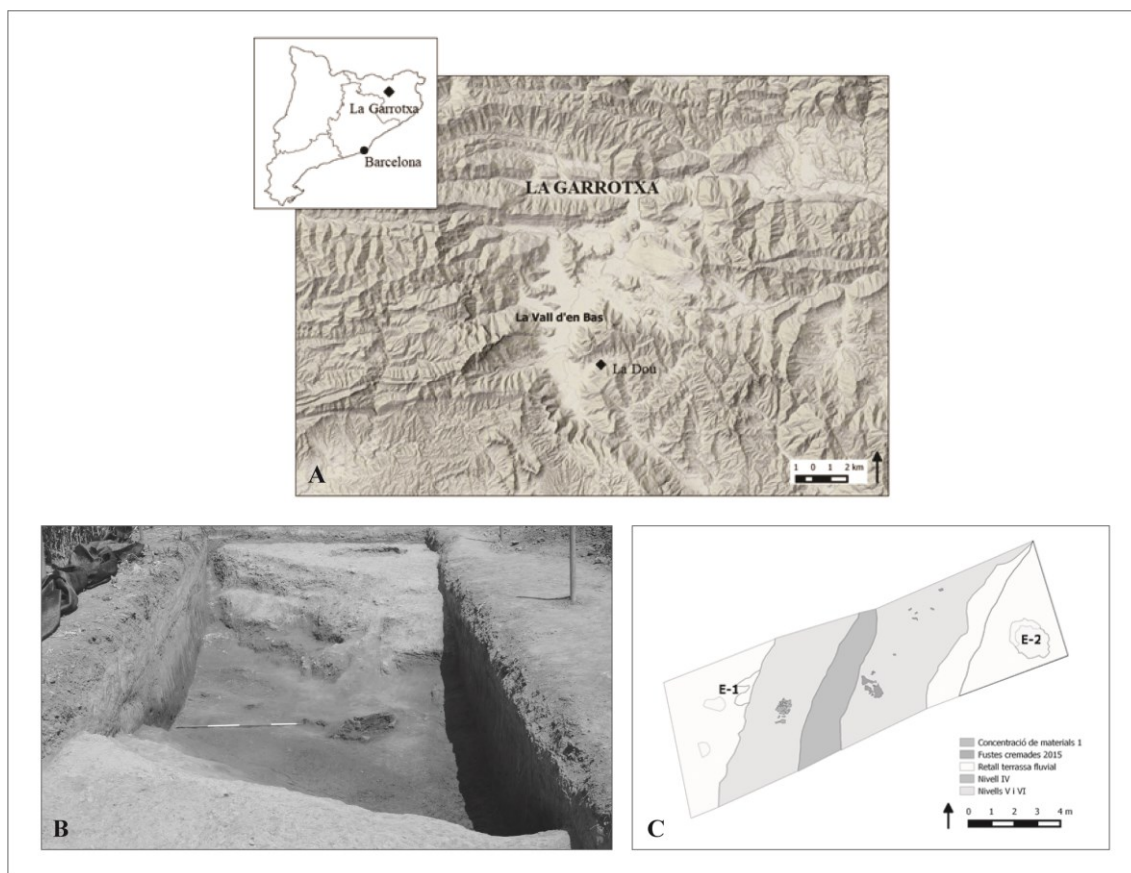 La Garrotxa
Barcelona
LA GARROTXA
La Vall d'en Bas
La Dou
1 0 1 2 km
A
B
E-1
E-2
Concentració de materials 1
Fustes cremades 2015
Retall terrassa fluvial
Nivell IV
Nivells V i VI
0 1 2 3 4 m
C